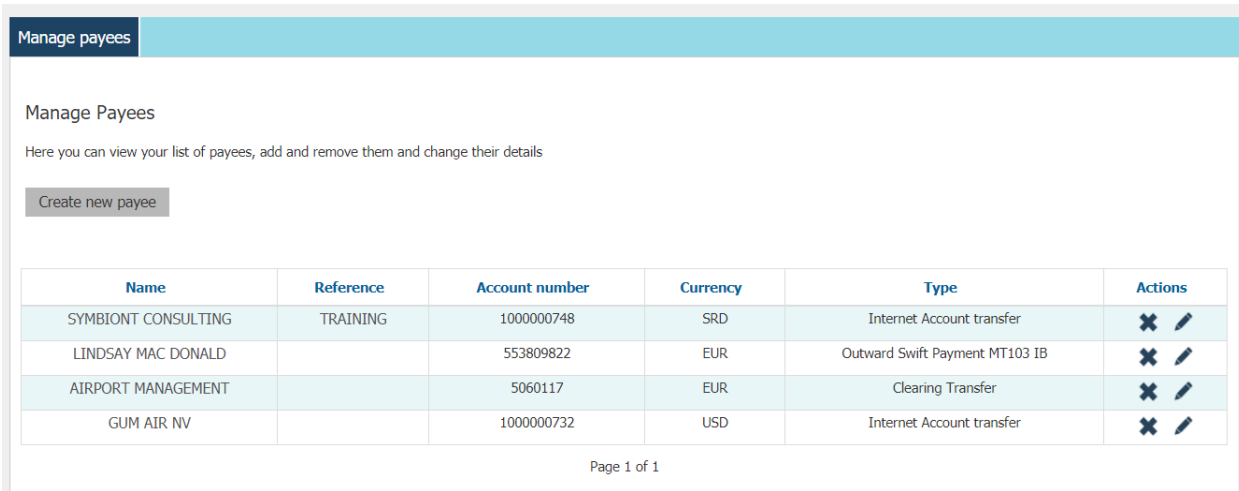 Manage payees
Manage Payees
Here you can view your list of payees, add and remove them and change their details
Create new payee
Name Reference Account number Currency Type Actions
SYMBIONT CONSULTING TRAINING 1000000748 SRD Internet Account transfer
LINDSAY MAC DONALD 553809822 EUR Outward Swift Payment MT103 IB
AIRPORT MANAGEMENT 5060117 EUR Clearing Transfer
GUM AIR NV 1000000732 USD Internet Account transfer
Page 1 of 1